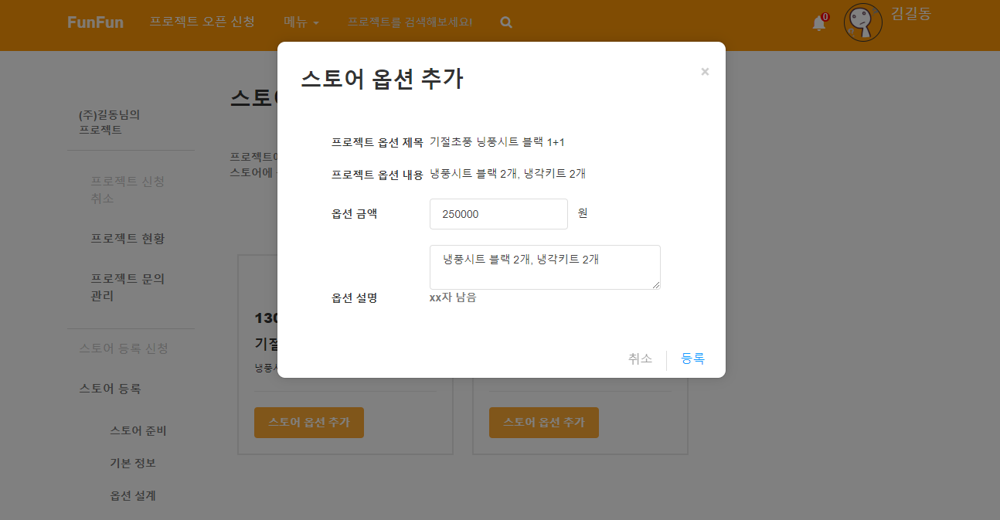 FunFun 프로젝트 오픈 신청 메뉴 프로젝트를 검색해보세요! 0 김길동
스토어 옵션 추가 ×
프로젝트 옵션 제목 기절초풍 닝풍시트 블랙 1+1
프로젝트 옵션 내용 냉풍시트 블랙 2개, 냉각키트 2개
옵션 금액 250000 원
냉풍시트 블랙 2개, 냉각키트 2개
옵션 설명 xx자 남음
취소 등록
(주)길동님의
프로젝트
프로젝트 신청
취소
프로젝트 현황
프로젝트 문의
관리
스토어 등록 신청
스토어 등록
스토어 준비
기본 정보
옵션 설계
스토
프로젝트에
스토어에
130
기절
냉풍시
스토어 옵션 추가 스토어 옵션 추가